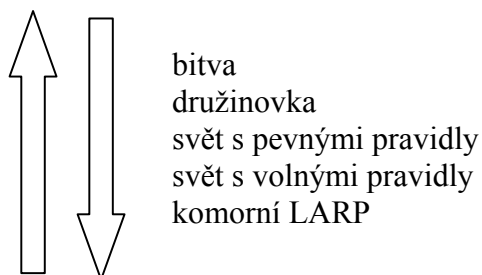 bitva
družinovka
svět s pevnými pravidly
svět s volnými pravidly
komorní LARP